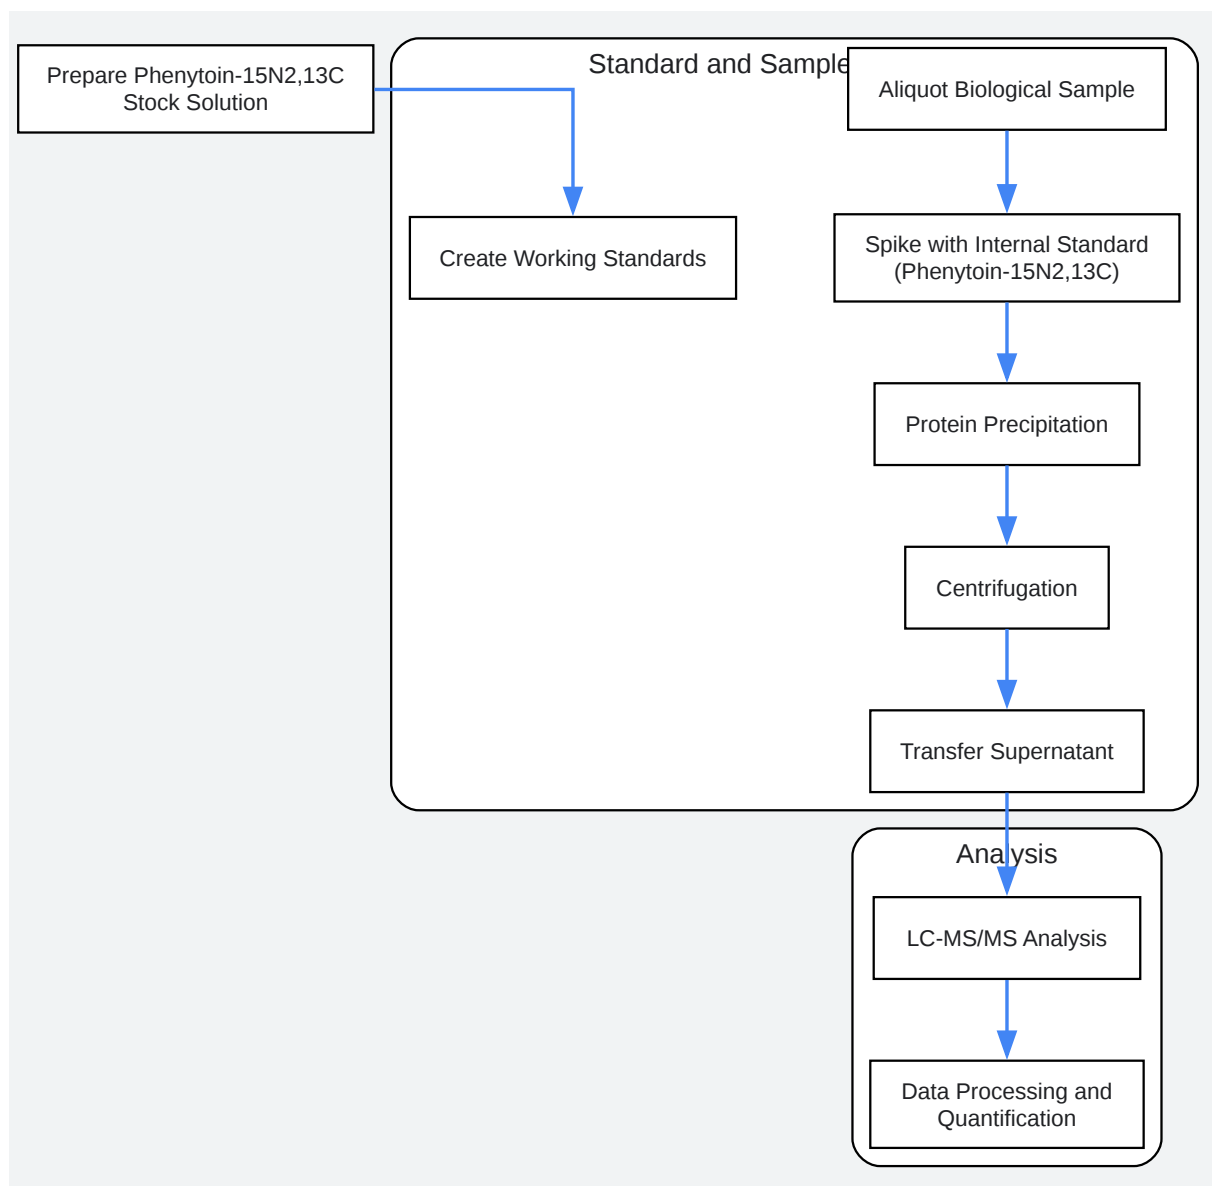 Prepare Phenytoin-15N2,13C
Stock Solution
Standard and Sample
Aliquot Biological Sample
Create Working Standards
Spike with Internal Standard
(Phenytoin-15N2,13C)
Protein Precipitation
Centrifugation
Transfer Supernatant
Analysis
LC-MS/MS Analysis
Data Processing and
Quantification